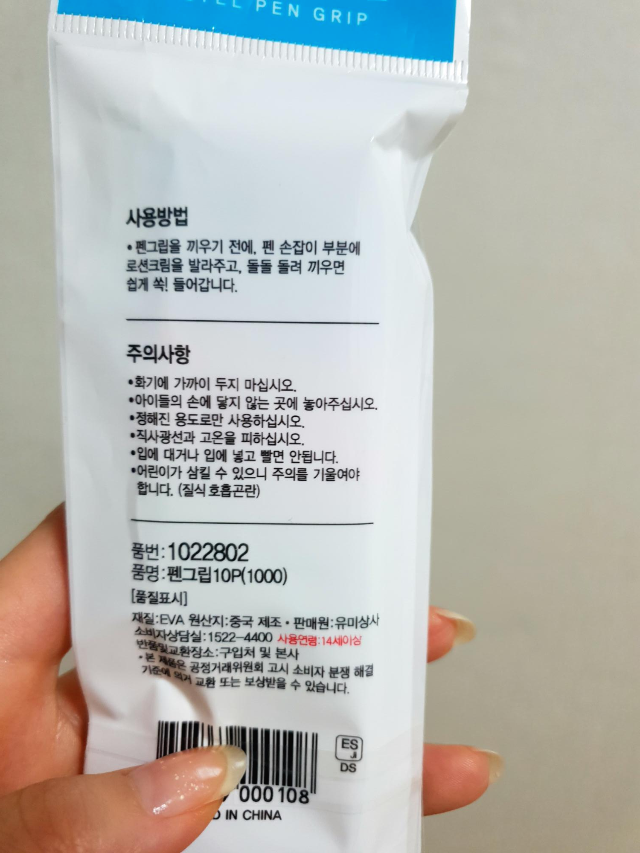 PEN GRIP
사용방법
• 펜그립을 끼우기 전에, 펜 손잡이 부분에
로션크림을 발라주고, 돌돌 돌려 끼우면
쉽게 쏙! 들어갑니다.
주의사항
•화기에 가까이 두지 마십시오.
•아이들의 손에 닿지 않는 곳에 놓아주십시오.
•정해진 용도로만 사용하십시오.
•직사광선과 고온을 피하십시오.
•입에 대거나 입에 넣고 빨면 안됩니다.
•어린이가 삼킬 수 있으니 주의를 기울여야
합니다. (질식 호흡곤란)
품번:1022802
품명:펜그립10P(1000)
[품질표시]
재질:EVA 원산지:중국 제조 • 판매원:유미상사
소비자상담실:1522-4400 사용연령:14세이상
반품및교환장소:구입처 및 본사
• 본 제품은 공정거래위원회 고시 소비자 분쟁 해결
기준에 의거 교환 또는 보상받을 수 있습니다.
ES
DS
000108
IN CHINA